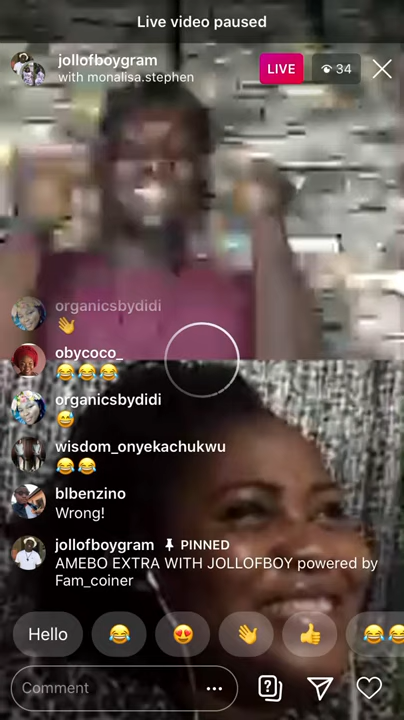 Live video paused
jollofboygram
with monalisa.stephen
LIVE
34
organicsbydidi
👋
obycoco_
😂😂😂
organicsbydidi
😅
wisdom_onyekachukwu
😂😂
blbenzino
Wrong!
jollofboygram PINNED
AMEBO EXTRA WITH JOLLOFBOY powered by
Fam_coiner
Hello 😂 😍 👋 👍 😂😂
Comment